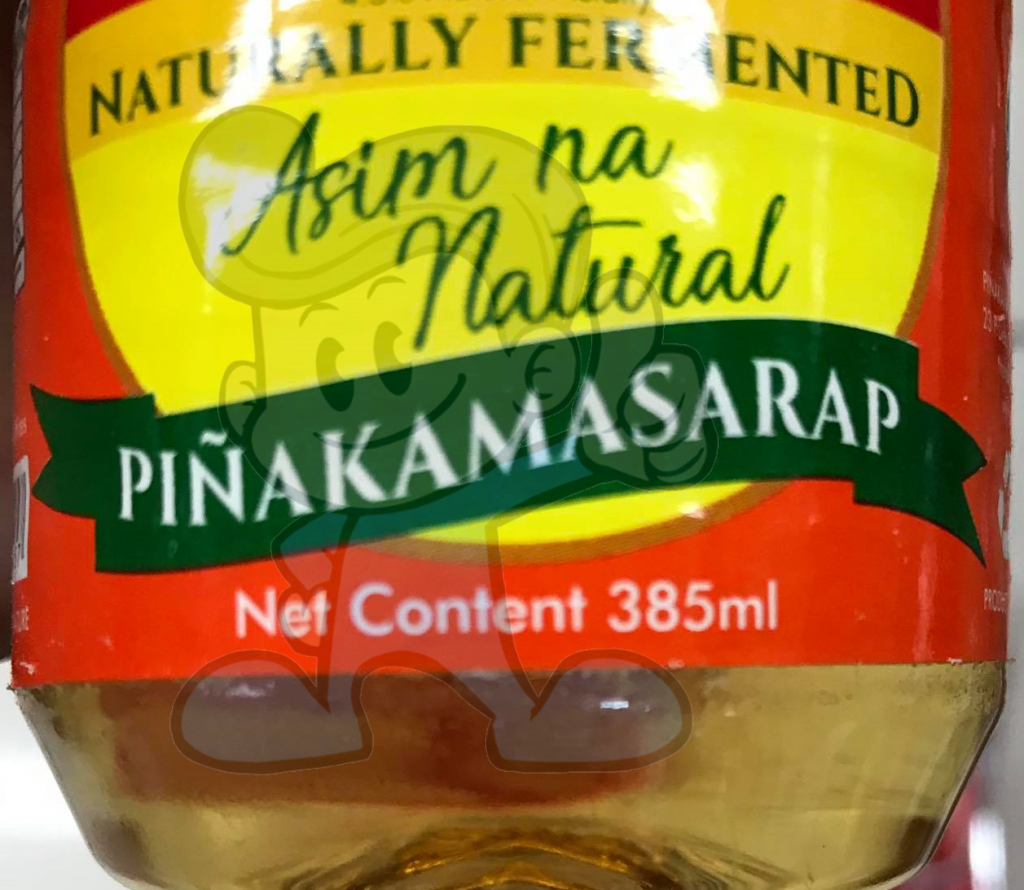 NATURALLY FERMENTED
Asim na
Natural
PIÑAKAMASARAP
Net Content 385ml